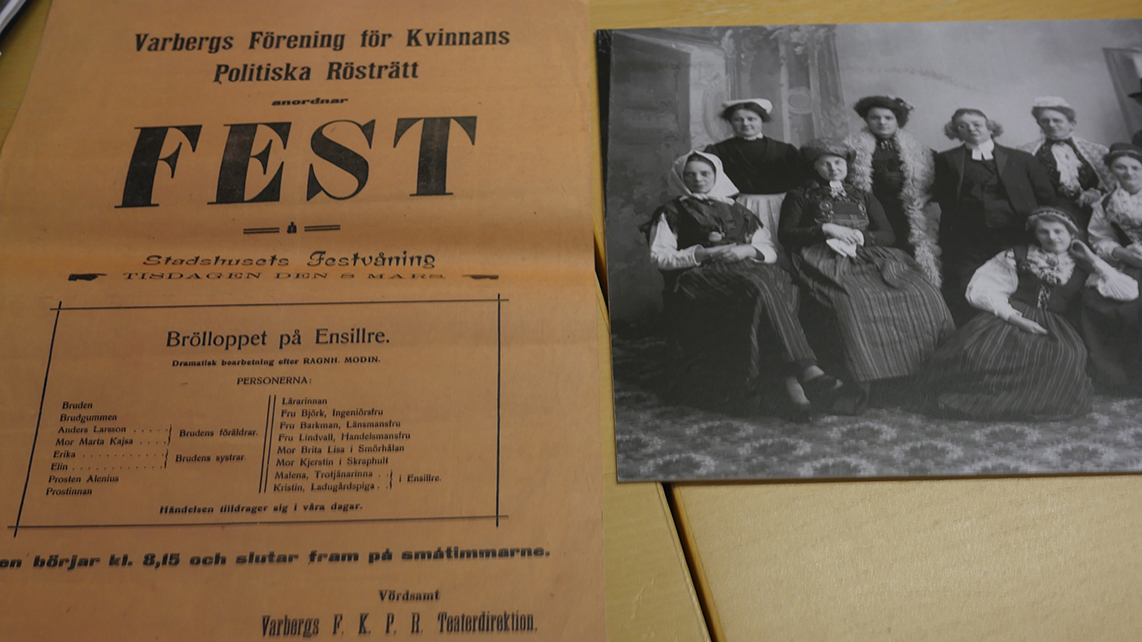 Varbergs Förening för Kvinnans
Politiska Rösträtt
anordnar
FEST
å
Stadshusets Festvåning
TISDAGEN DEN 8 MARS
Brölloppet på Ensillre.
Dramatisk bearbetning efter RAGNH. MODIN.
PERSONERNA:
Bruden
Brudgummen
Anders Larsson . . . . .
Mor Marta Kajsa . . . .
Brudens föräldrar.
Erika . . . . . . . . . .
Elin . . . . . . . . . . .
Brudens systrar.
Prosten Alenius
Prostinnan
Lärarinnan
Fru Björk, Ingeniörsfru
Fru Barkman, Länsmansfru
Fru Lindvall, Handelsmansfru
Mor Brita Lisa i Smörhålan
Mor Kjerstin i Skraphult
Malena, Trotjänarinna . .
Kristin, Ladugårdspiga . .
i Ensillre.
Händelsen tilldrager sig i våra dagar.
en börjar kl. 8,15 och slutar fram på småtimmarne.
Vördsamt
Varbergs F. K. P. R. Teaterdirektion.